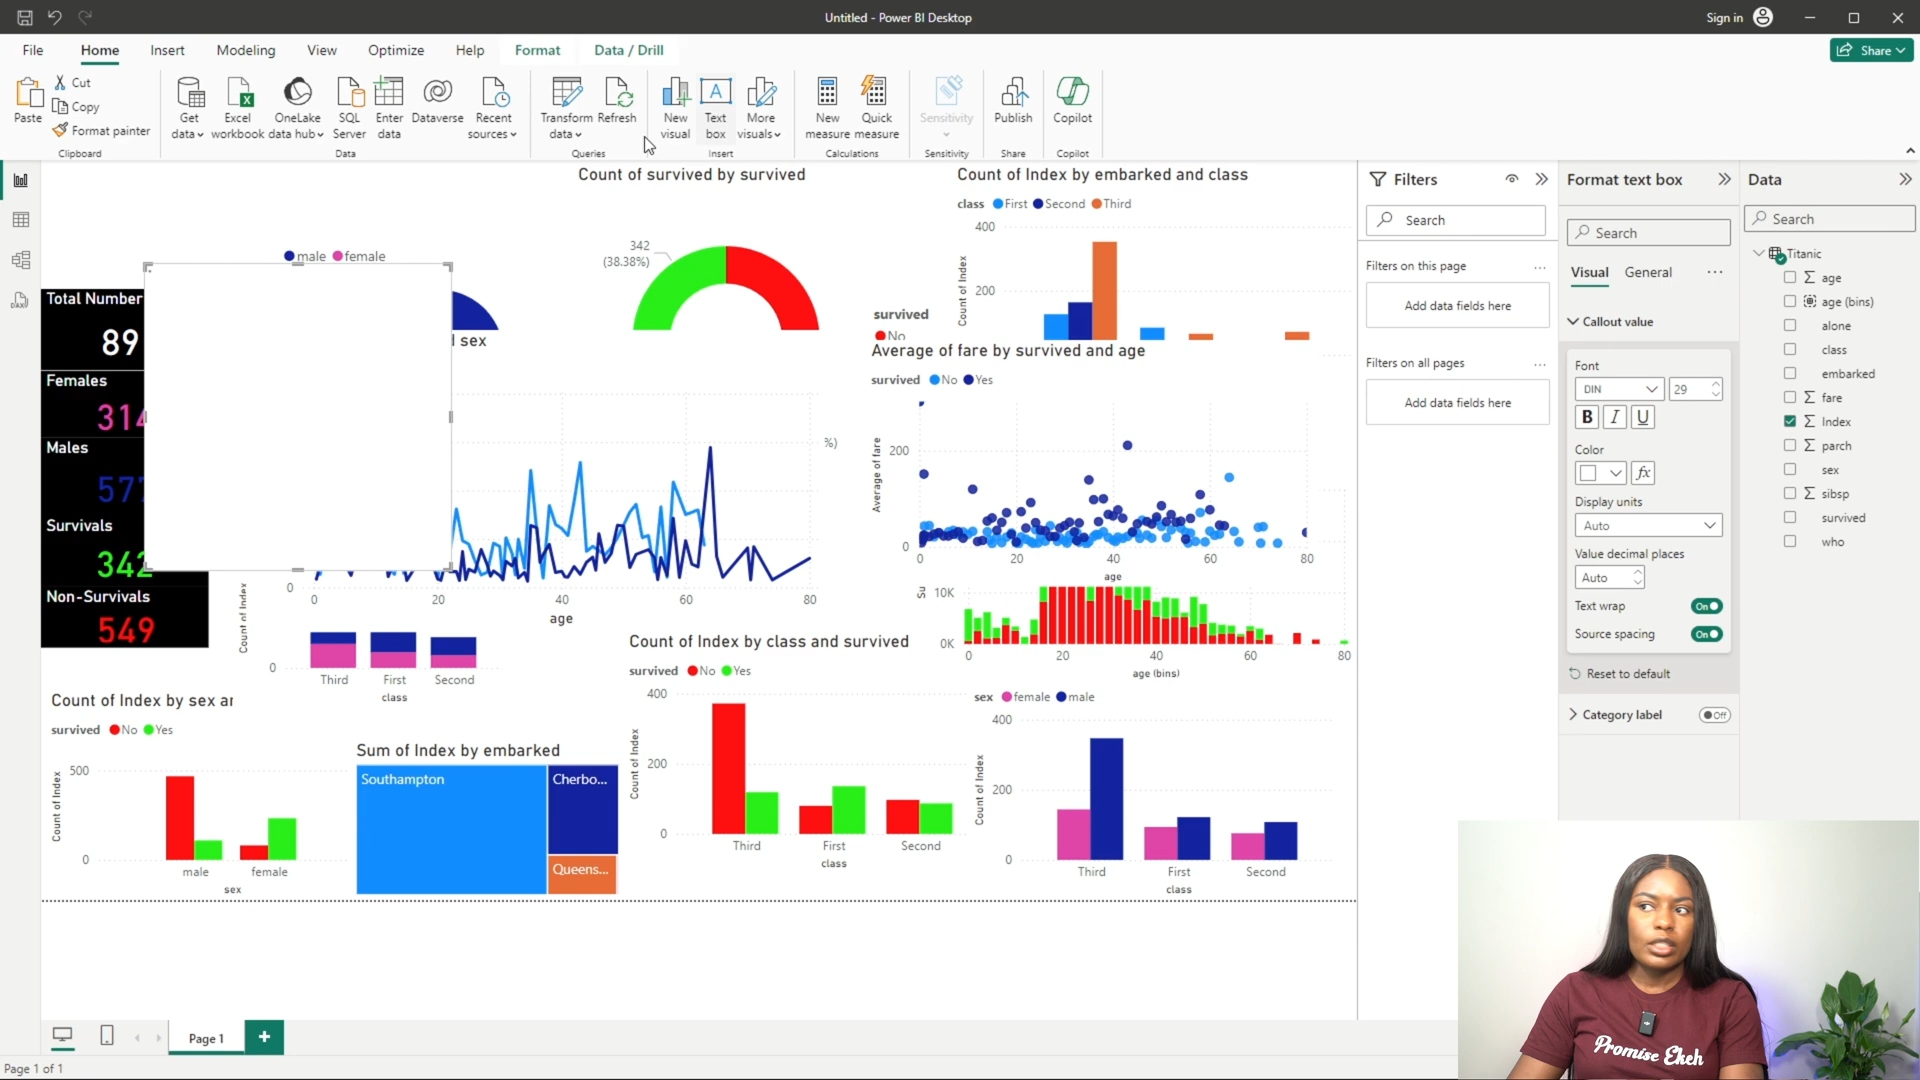 Untitled - Power BI Desktop
Sign in
File Home Insert Modeling View Optimize Help Format Data / Drill
Share
Paste
Cut
Copy
Format painter
Clipboard
Get data
Excel workbook
OneLake data hub
SQL Server
Enter data
Dataverse
Recent sources
Data
Transform data
Refresh
Queries
New visual
Text box
More visuals
Insert
New measure
Quick measure
Calculations
Sensitivity
Sensitivity
Publish
Share
Copilot
Copilot
male female
Total Number
89
Females
314
Males
577
Survivals
342
Non-Survivals
549
Count of survived by survived
342
(38.38%)
l sex
%)
0
0 20 40 60 80
age
Count of Index by embarked and class
class First Second Third
400
200
Count of Index
survived
No
Average of fare by survived and age
survived No Yes
Average of fare
200
0
0 20 40 60 80
age
Su
10K
0K
0 20 40 60 80
age (bins)
Count of Index
0
Third First Second
class
Count of Index by sex ar
survived No Yes
Count of Index
500
0
male female
sex
Sum of Index by embarked
Southampton
Cherbo...
Queens...
Count of Index by class and survived
survived No Yes
Count of Index
400
200
0
Third First Second
class
sex female male
Count of Index
400
200
0
Third First Second
class
Filters
Search
Filters on this page
Add data fields here
Filters on all pages
Add data fields here
Format text box
Search
Visual General
Callout value
Font
DIN 29
B I U
Color
fx
Display units
Auto
Value decimal places
Auto
Text wrap On
Source spacing On
Reset to default
Category label Off
Data
Search
Titanic
age
age (bins)
alone
class
embarked
fare
Index
parch
sex
sibsp
survived
who
Promise Ekeh
Page 1
Page 1 of 1